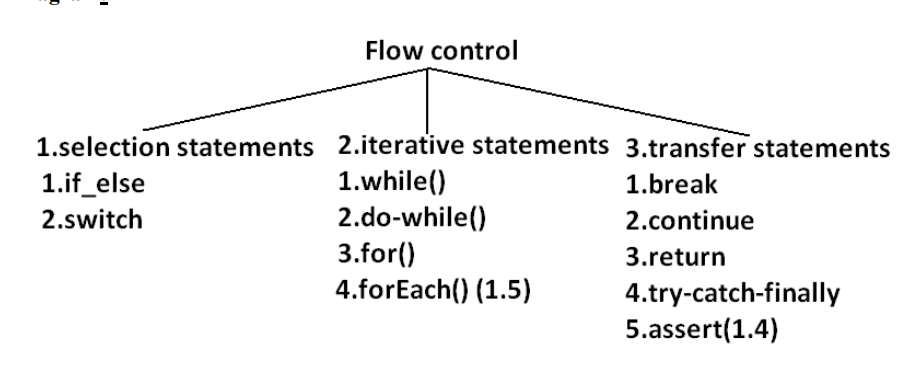 Flow control
1.selection statements
1.if_else
2.switch
2.iterative statements
1.while()
2.do-while()
3.for()
4.forEach() (1.5)
3.transfer statements
1.break
2.continue
3.return
4.try-catch-finally
5.assert(1.4)